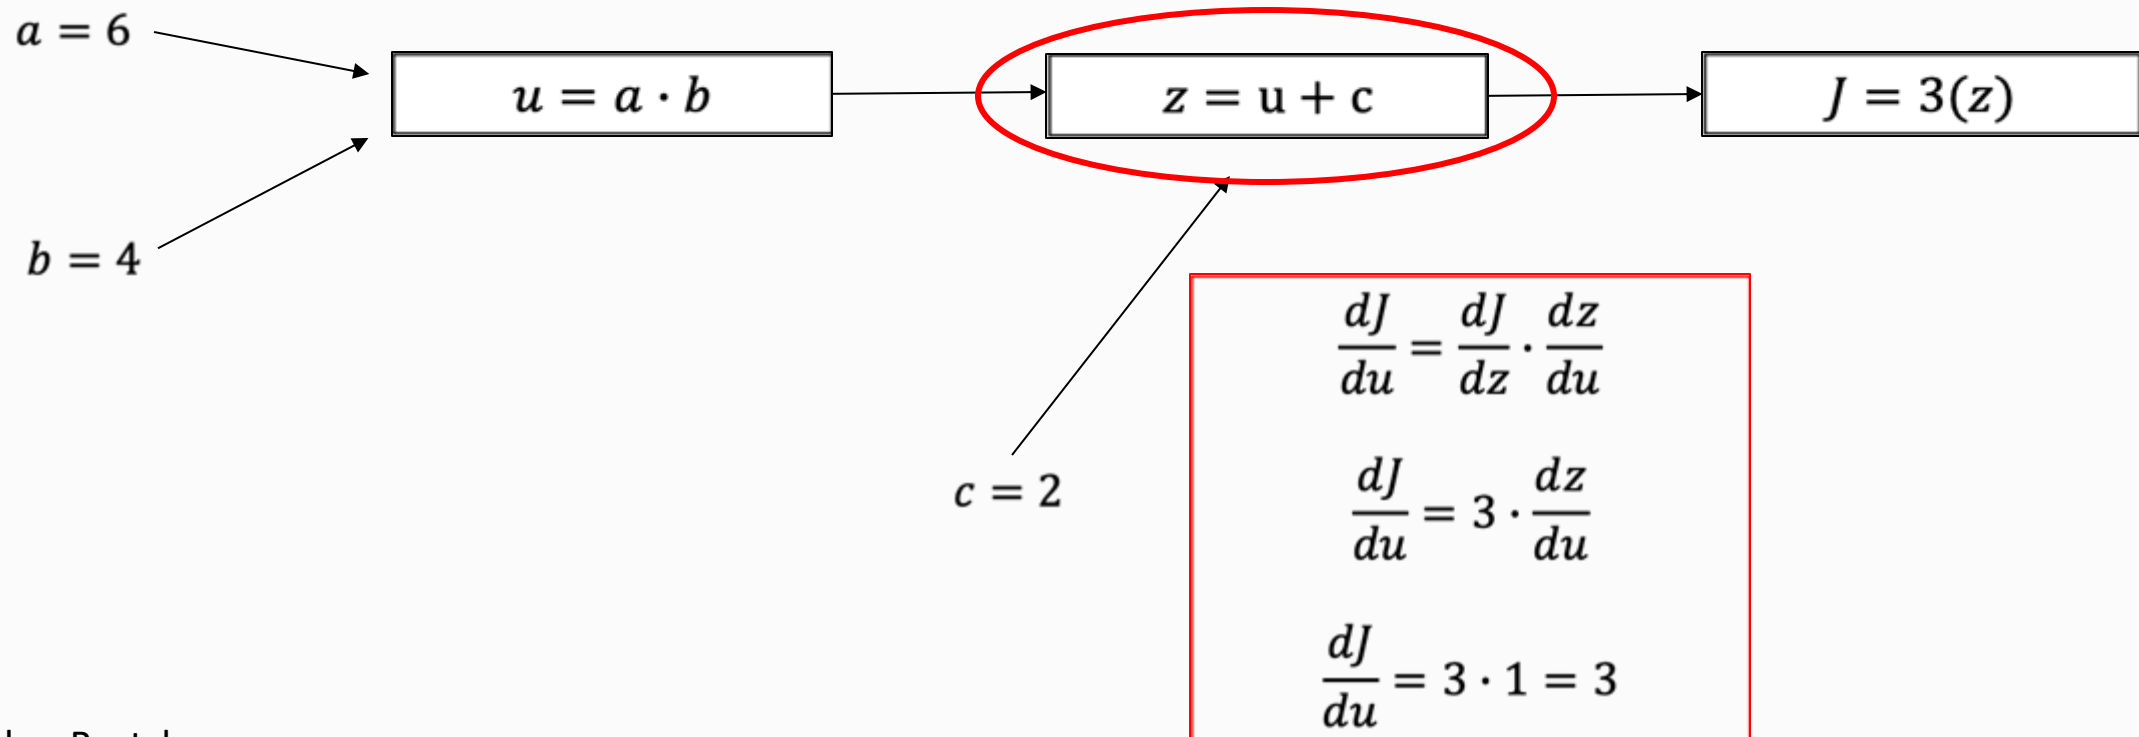 a = 6
u = a · b
z = u + c
J = 3(z)
b = 4
c = 2
dJ/du = dJ/dz · dz/du
dJ/du = 3 · dz/du
dJ/du = 3 · 1 = 3